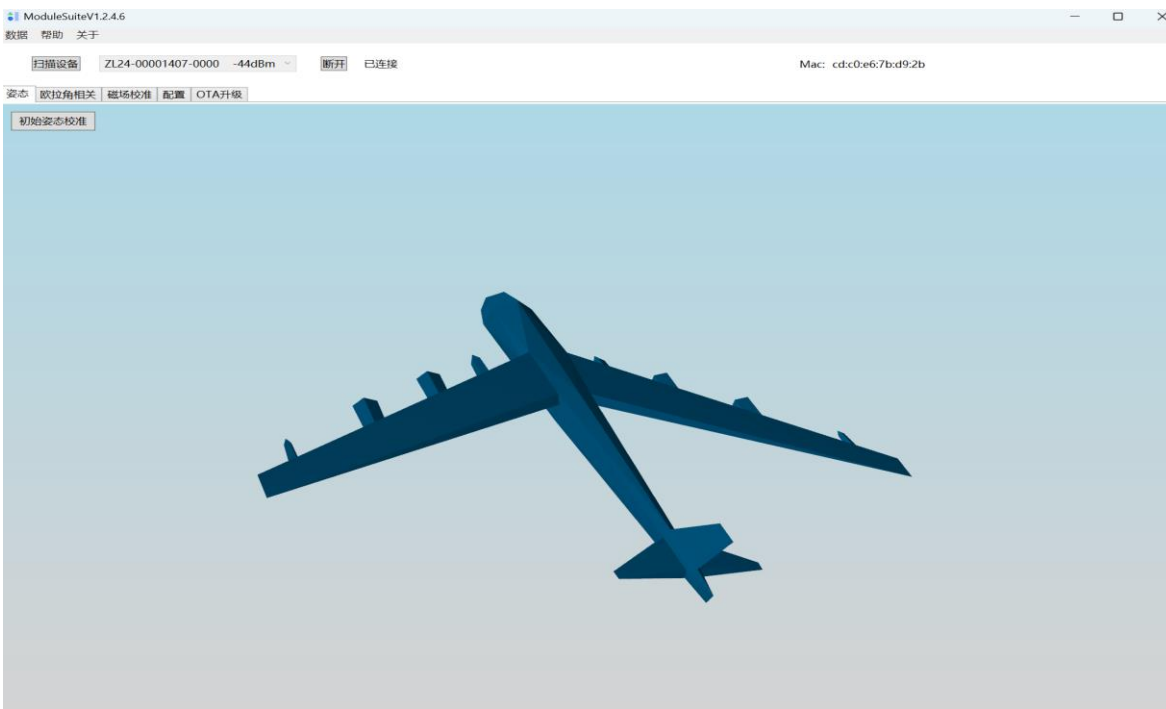 ModuleSuiteV1.2.4.6
数据 帮助 关于
扫描设备 ZL24-00001407-0000 -44dBm 断开 已连接 Mac: cd:c0:e6:7b:d9:2b
姿态 欧拉角相关 磁场校准 配置 OTA升级
初始姿态校准